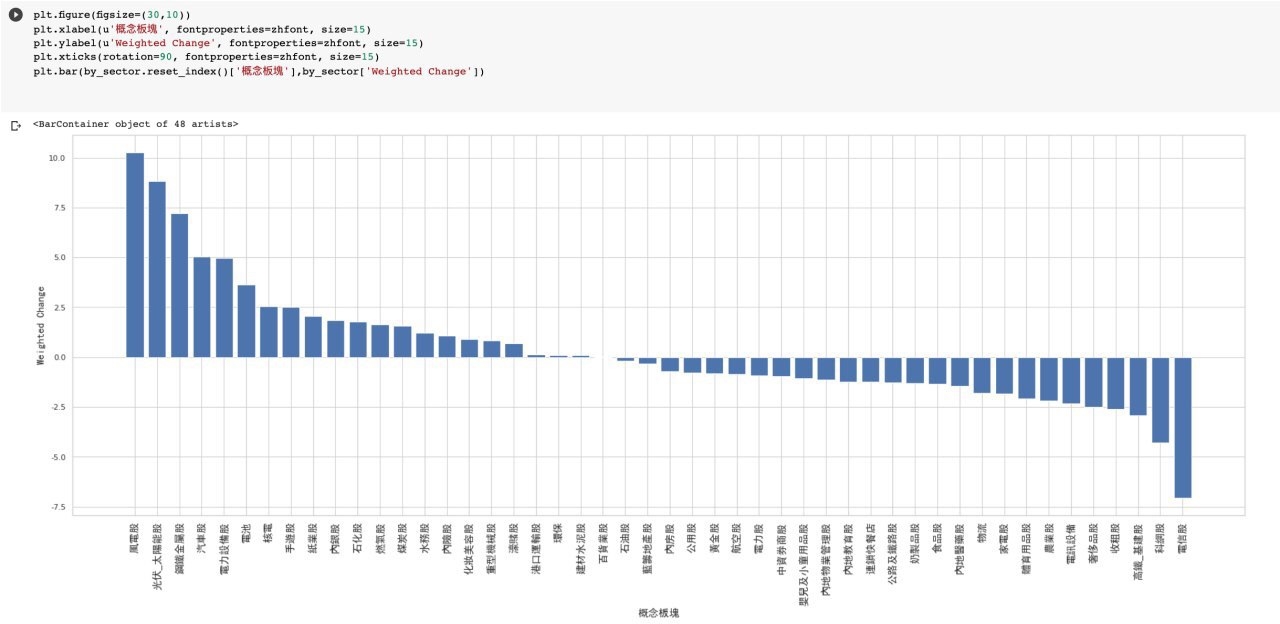 plt.figure(figsize=(30,10))
plt.xlabel(u'概念板塊', fontproperties=zhfont, size=15)
plt.ylabel(u'Weighted Change', fontproperties=zhfont, size=15)
plt.xticks(rotation=90, fontproperties=zhfont, size=15)
plt.bar(by_sector.reset_index()['概念板塊'],by_sector['Weighted Change'])
<BarContainer object of 48 artists>
10.0
7.5
5.0
2.5
0.0
-2.5
-5.0
-7.5
Weighted Change
風電股
光伏_太陽能股
鋼鐵金屬股
汽車股
電力設備股
電池
核電
手遊股
紙業股
內銀股
石化股
燃氣股
煤炭股
水務股
內險股
化妝美容股
重型機械股
濠賭股
港口運輸股
環保
建材水泥股
百貨業股
石油股
藍籌地產股
內房股
公用股
黃金股
航空股
電力股
中資券商股
嬰兒及小童用品股
內地物業管理股
內地教育股
連鎖快餐店
公路及鐵路股
奶製品股
食品股
內地醫藥股
物流
家電股
體育用品股
農業股
電訊設備
奢侈品股
收租股
高鐵_基建股
科網股
電信股
概念板塊